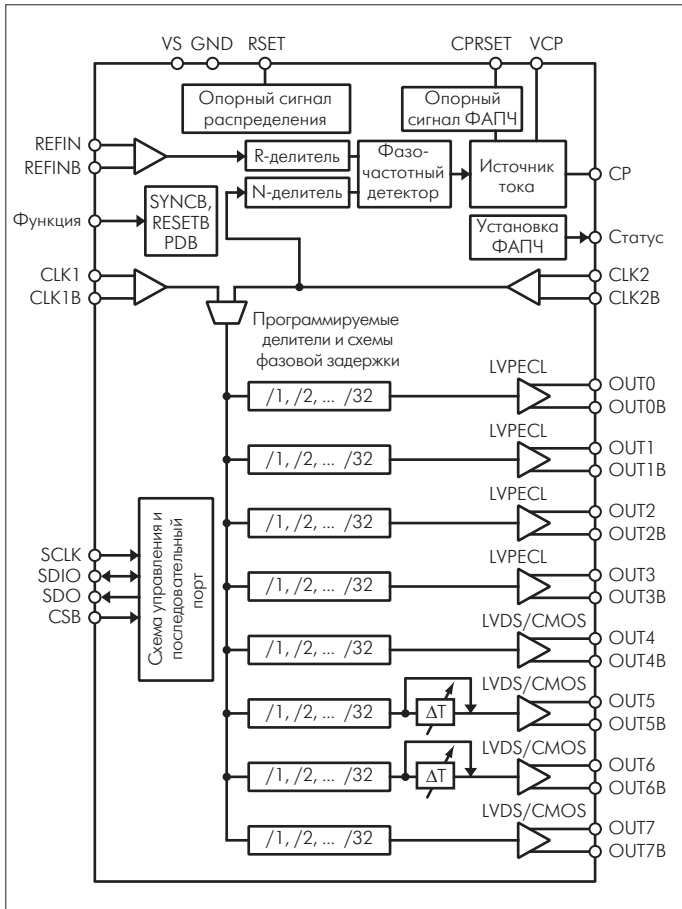 VS GND RSET CPRSET VCP
Опорный сигнал
распределения
Опорный
сигнал ФАПЧ
REFIN
REFINB
R-делитель
N-делитель
Фазо-
частотный
детектор
Источник
тока
CP
Функция
SYNCB,
RESETB
PDB
Установка
ФАПЧ
Статус
CLK1
CLK1B
CLK2
CLK2B
Программируемые
делители и схемы
фазовой задержки
/1, /2, ... /32
LVPECL
OUT0
OUT0B
/1, /2, ... /32
LVPECL
OUT1
OUT1B
/1, /2, ... /32
LVPECL
OUT2
OUT2B
/1, /2, ... /32
LVPECL
OUT3
OUT3B
SCLK
SDIO
SDO
CSB
Схема управления и
последовательный
порт
/1, /2, ... /32
LVDS/CMOS
OUT4
OUT4B
/1, /2, ... /32
ΔT
LVDS/CMOS
OUT5
OUT5B
/1, /2, ... /32
ΔT
LVDS/CMOS
OUT6
OUT6B
/1, /2, ... /32
LVDS/CMOS
OUT7
OUT7B